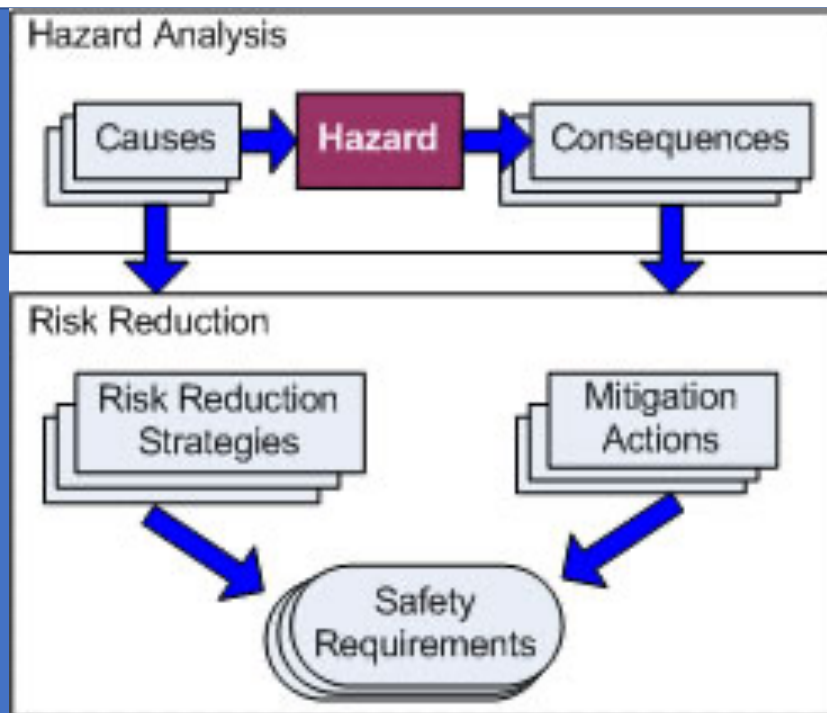 Hazard Analysis
Causes
Hazard
Consequences
Risk Reduction
Risk Reduction
Strategies
Mitigation
Actions
Safety
Requirements